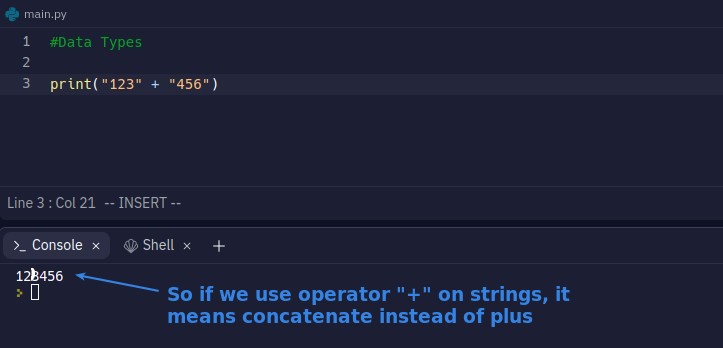 main.py
1 #Data Types
2
3 print("123" + "456")
Line 3 : Col 21 -- INSERT --
>_ Console × Shell × +
123456
So if we use operator "+" on strings, it
means concatenate instead of plus